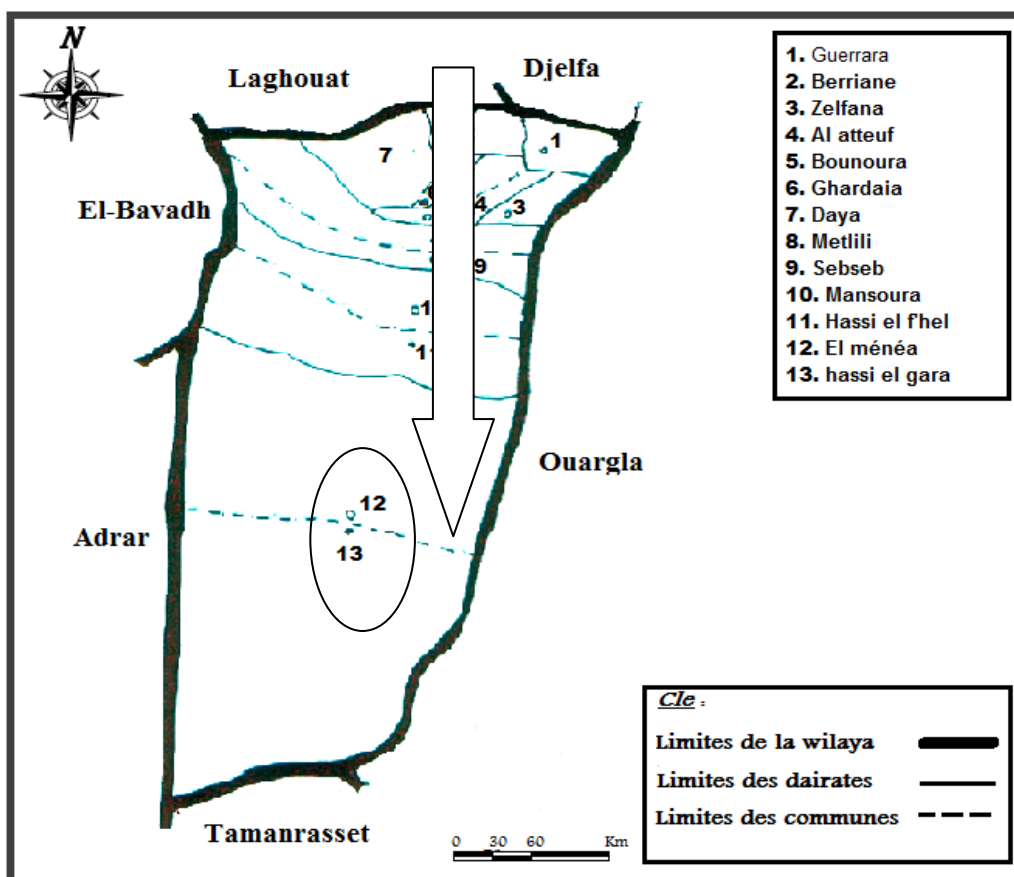 N
Laghouat
Djelfa
El-Bavadh
Adrar
Ouargla
Tamanrasset
7
1
4
3
9
1
11
12
13
1. Guerrara
2. Berriane
3. Zelfana
4. Al atteuf
5. Bounoura
6. Ghardaia
7. Daya
8. Metlili
9. Sebseb
10. Mansoura
11. Hassi el f'hel
12. El ménéa
13. hassi el gara
Cle :
Limites de la wilaya
Limites des dairates
Limites des communes
0 30 60 Km